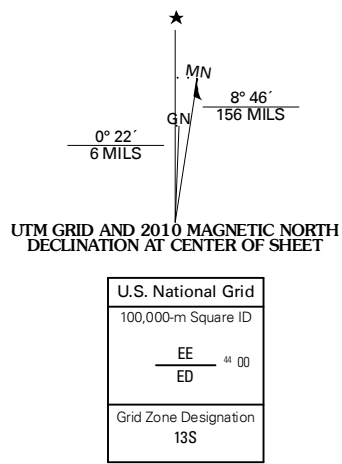 MN
8° 46´
156 MILS
GN
0° 22´
6 MILS
UTM GRID AND 2010 MAGNETIC NORTH
DECLINATION AT CENTER OF SHEET
U.S. National Grid
100,000-m Square ID
EE
44 00
ED
Grid Zone Designation
13S